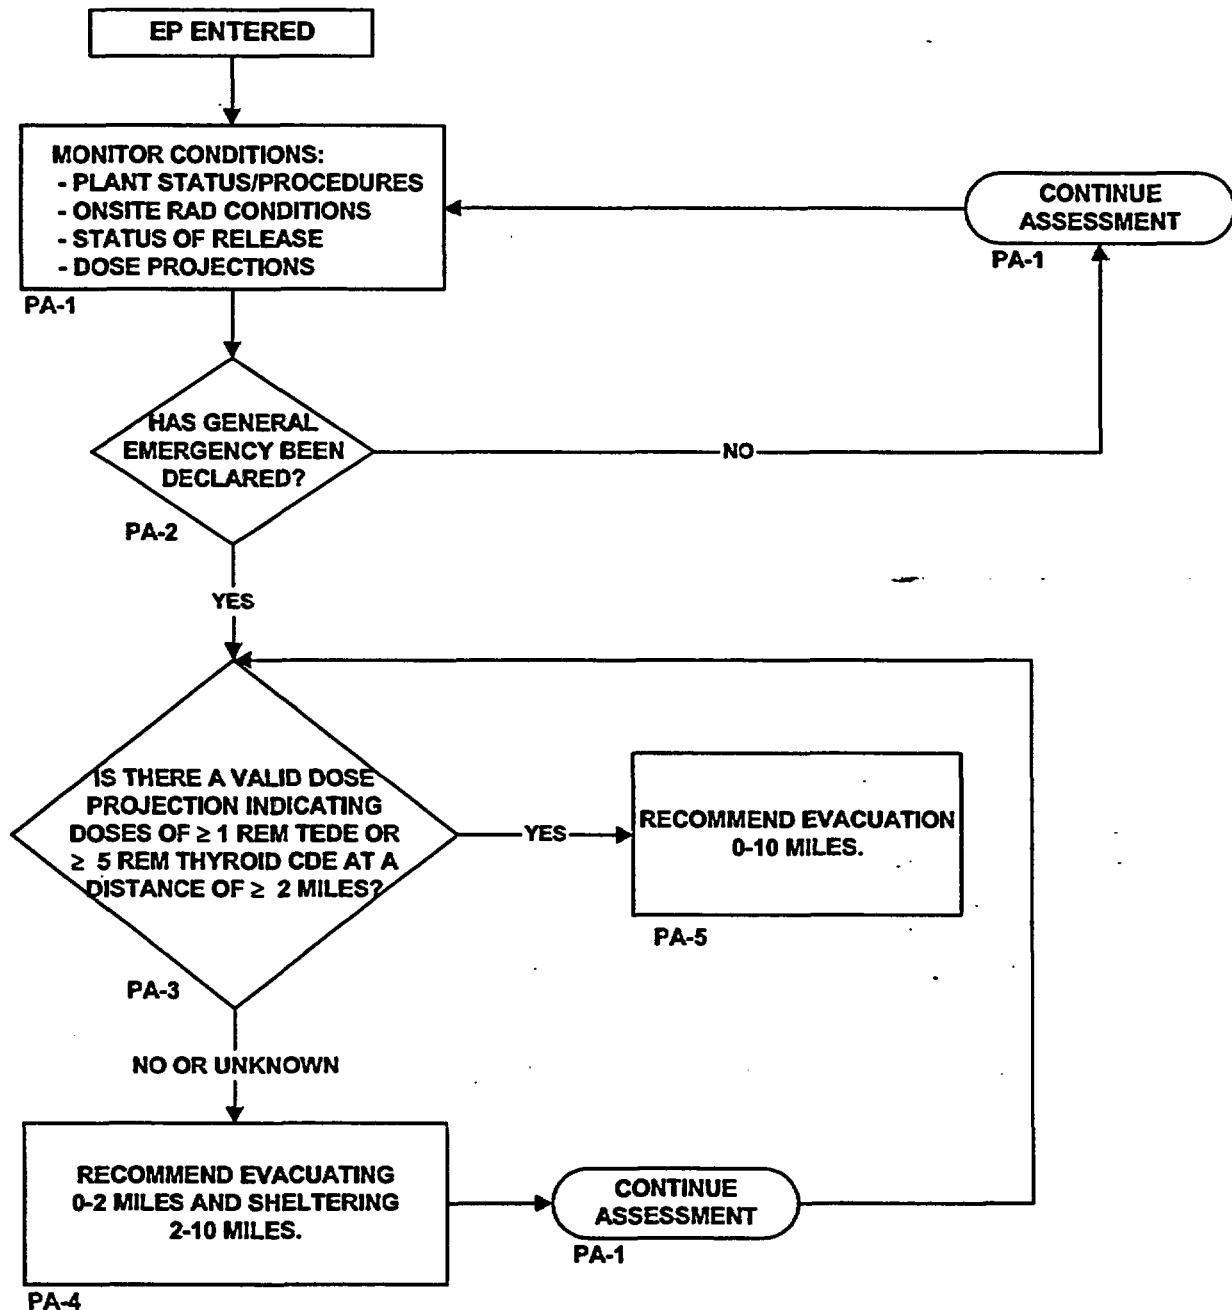 EP ENTERED
MONITOR CONDITIONS:
- PLANT STATUS/PROCEDURES
- ONSITE RAD CONDITIONS
- STATUS OF RELEASE
- DOSE PROJECTIONS
PA-1
CONTINUE
ASSESSMENT
PA-1
HAS GENERAL
EMERGENCY BEEN
DECLARED?
PA-2
NO
YES
IS THERE A VALID DOSE
PROJECTION INDICATING
DOSES OF ≥ 1 REM TEDE OR
≥ 5 REM THYROID CDE AT A
DISTANCE OF ≥ 2 MILES?
PA-3
YES
RECOMMEND EVACUATION
0-10 MILES.
PA-5
NO OR UNKNOWN
RECOMMEND EVACUATING
0-2 MILES AND SHELTERING
2-10 MILES.
PA-4
CONTINUE
ASSESSMENT
PA-1